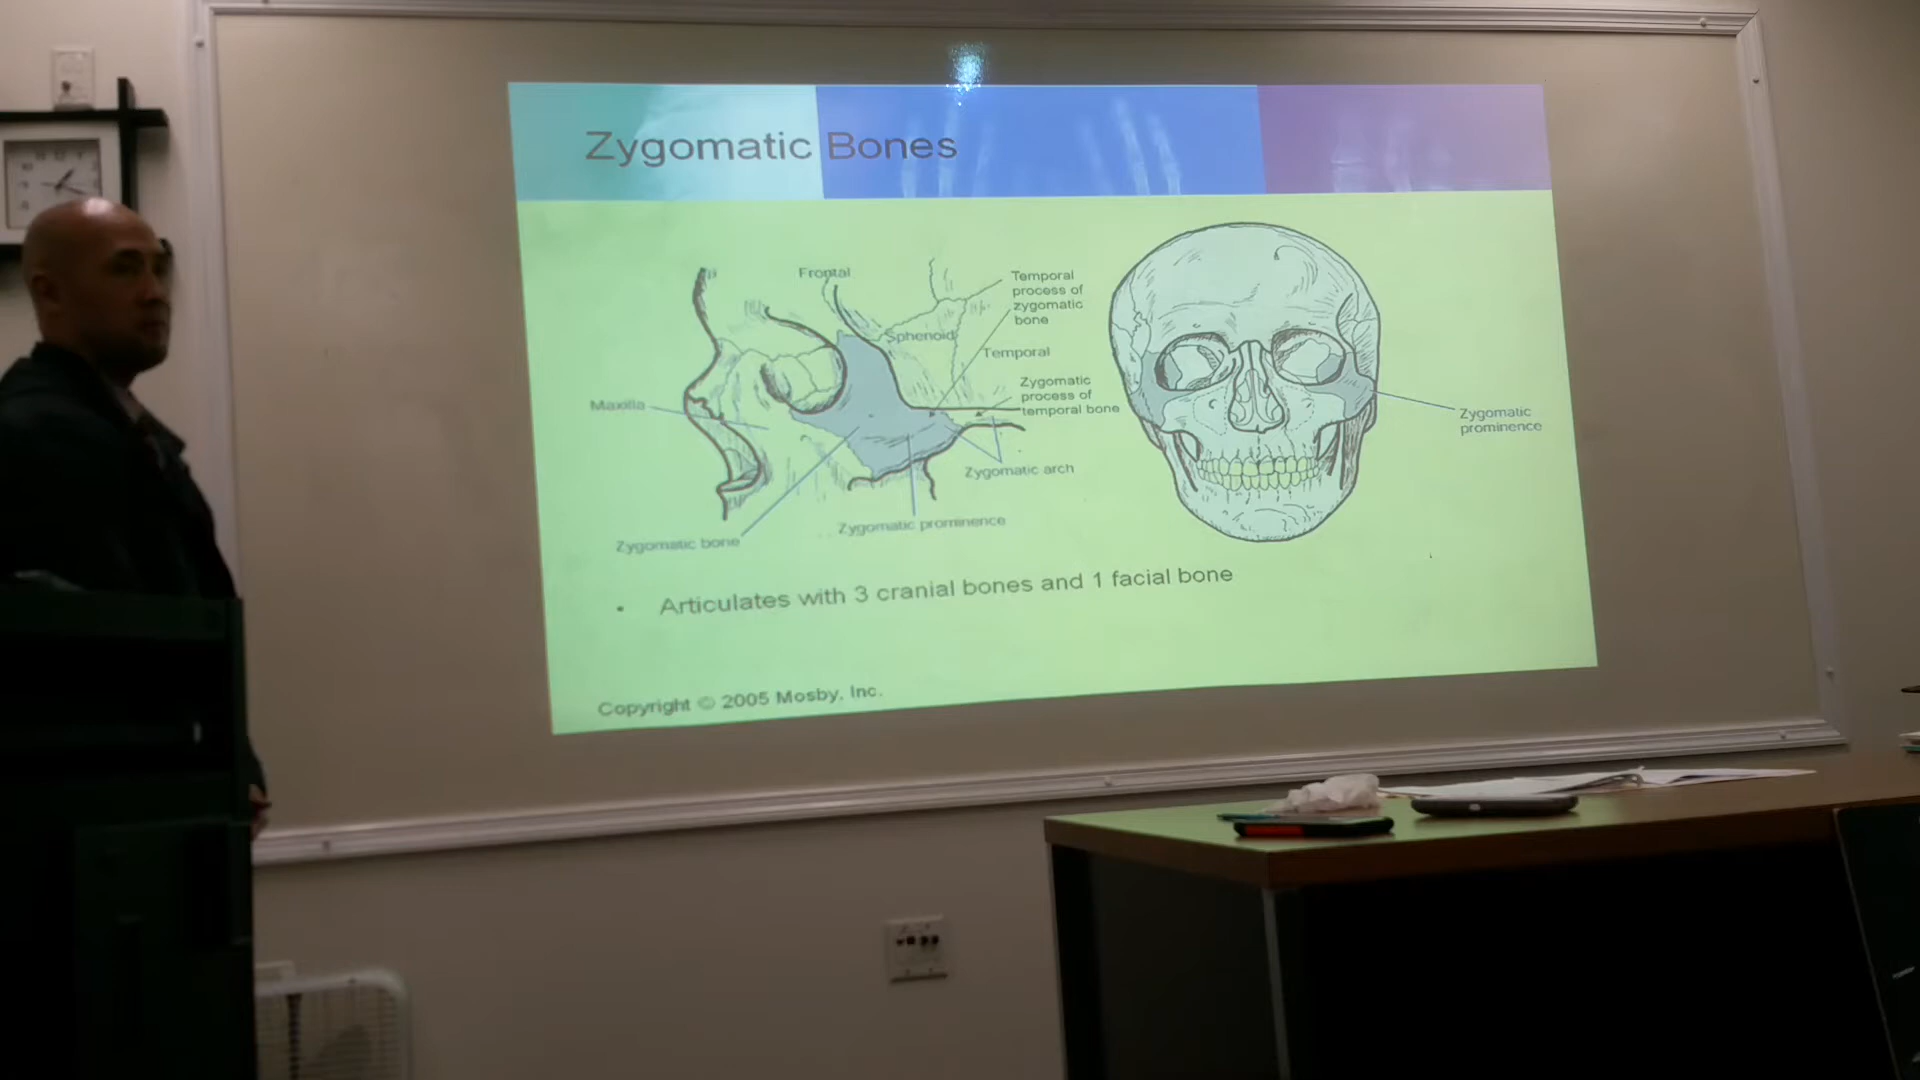 Zygomatic Bones
Frontal
Temporal
process of
zygomatic
bone
Sphenoid
Temporal
Zygomatic
process of
temporal bone
Maxilla
Zygomatic arch
Zygomatic prominence
Zygomatic bone
Zygomatic
prominence
• Articulates with 3 cranial bones and 1 facial bone
Copyright © 2005 Mosby, Inc.